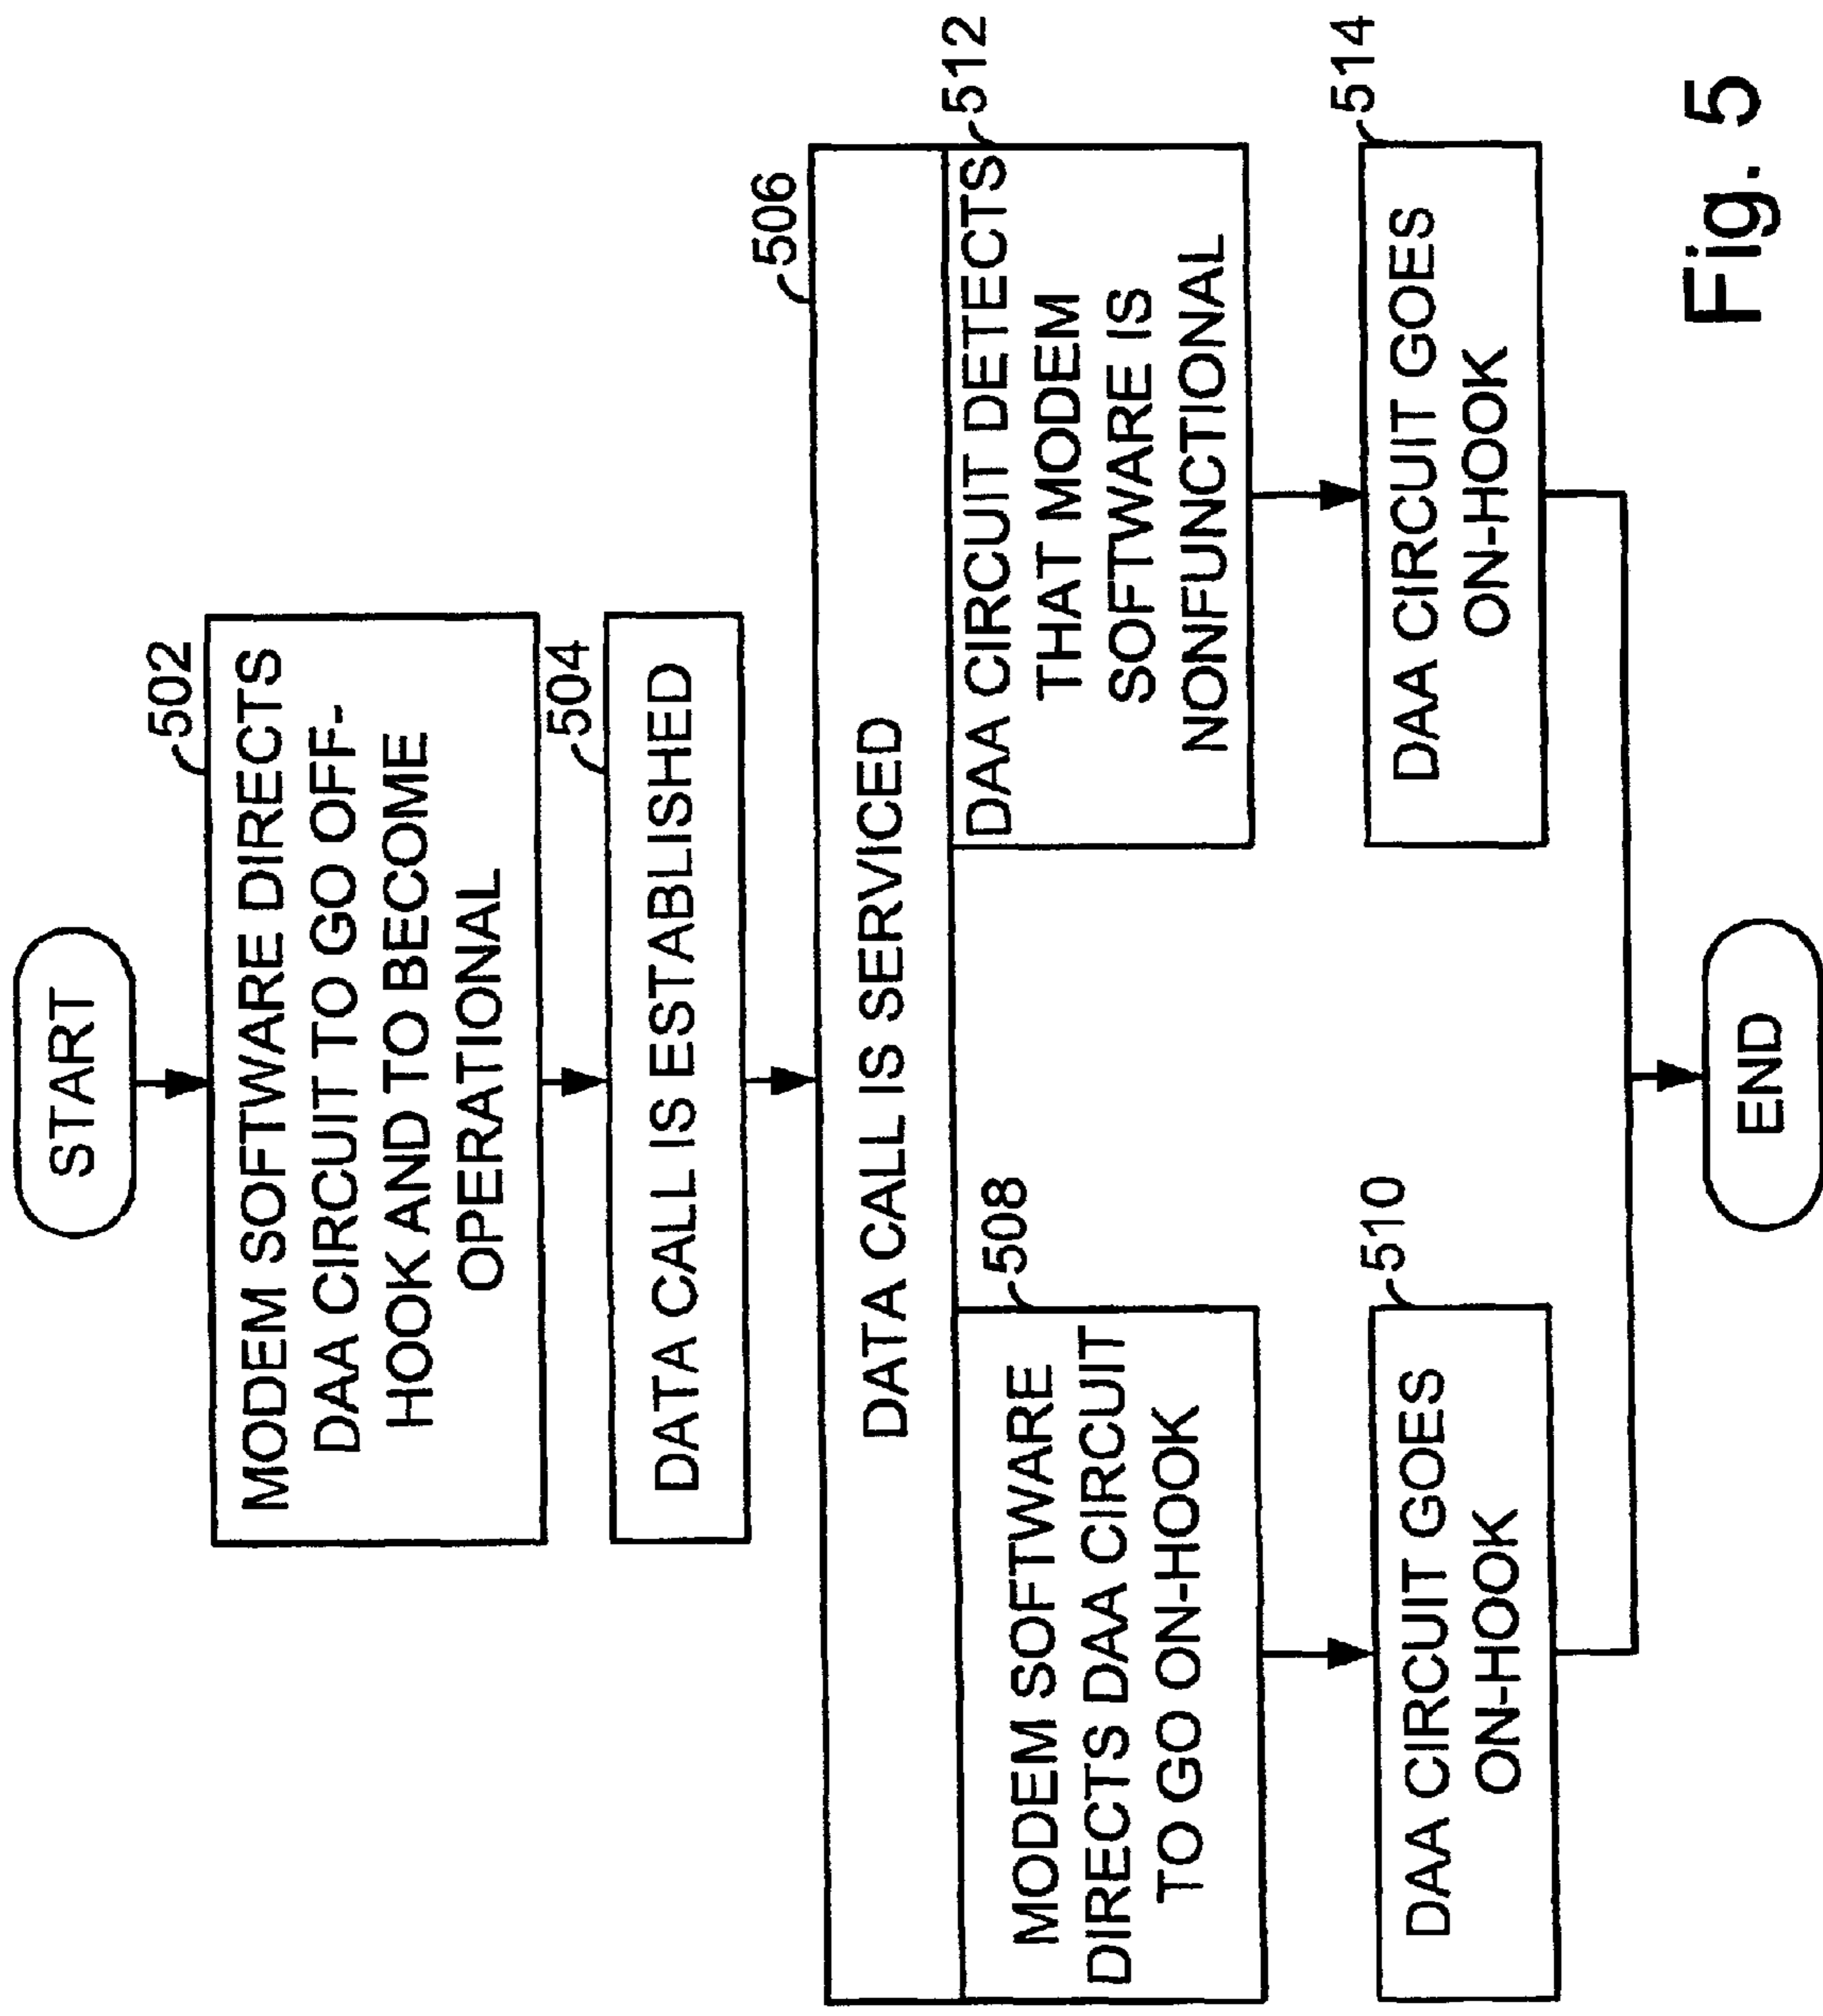 START
502
MODEM SOFTWARE DIRECTS
DAA CIRCUIT TO GO OFF-
HOOK AND TO BECOME
OPERATIONAL
504
DATA CALL IS ESTABLISHED
506
DATA CALL IS SERVICED
508
MODEM SOFTWARE
DIRECTS DAA CIRCUIT
TO GO ON-HOOK
510
DAA CIRCUIT GOES
ON-HOOK
512
DAA CIRCUIT DETECTS
THAT MODEM
SOFTWARE IS
NONFUNCTIONAL
514
DAA CIRCUIT GOES
ON-HOOK
END
Fig. 5